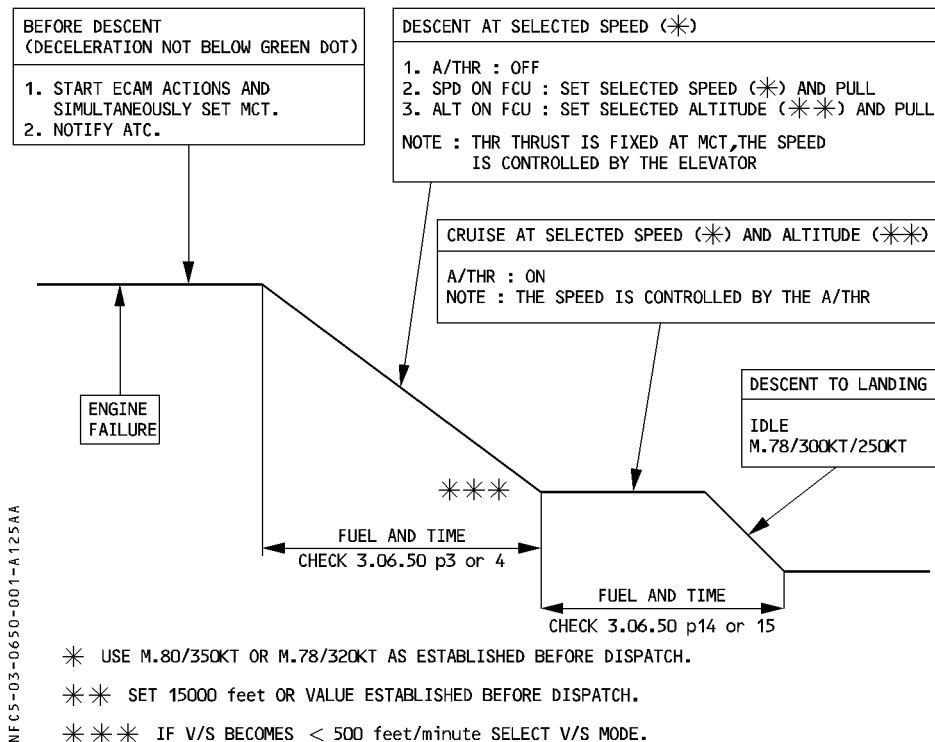 BEFORE DESCENT
(DECELERATION NOT BELOW GREEN DOT)
1. START ECAM ACTIONS AND
SIMULTANEOUSLY SET MCT.
2. NOTIFY ATC.
DESCENT AT SELECTED SPEED (*)
1. A/THR : OFF
2. SPD ON FCU : SET SELECTED SPEED (*) AND PULL
3. ALT ON FCU : SET SELECTED ALTITUDE (**) AND PULL
NOTE : THR THRUST IS FIXED AT MCT,THE SPEED
IS CONTROLLED BY THE ELEVATOR
CRUISE AT SELECTED SPEED (*) AND ALTITUDE (**)
A/THR : ON
NOTE : THE SPEED IS CONTROLLED BY THE A/THR
ENGINE
FAILURE
DESCENT TO LANDING
IDLE
M.78/300KT/250KT
***
FUEL AND TIME
CHECK 3.06.50 p3 or 4
FUEL AND TIME
CHECK 3.06.50 p14 or 15
* USE M.80/350KT OR M.78/320KT AS ESTABLISHED BEFORE DISPATCH.
** SET 15000 feet OR VALUE ESTABLISHED BEFORE DISPATCH.
*** IF V/S BECOMES < 500 feet/minute SELECT V/S MODE.
NFC5-03-0650-001-A125AA